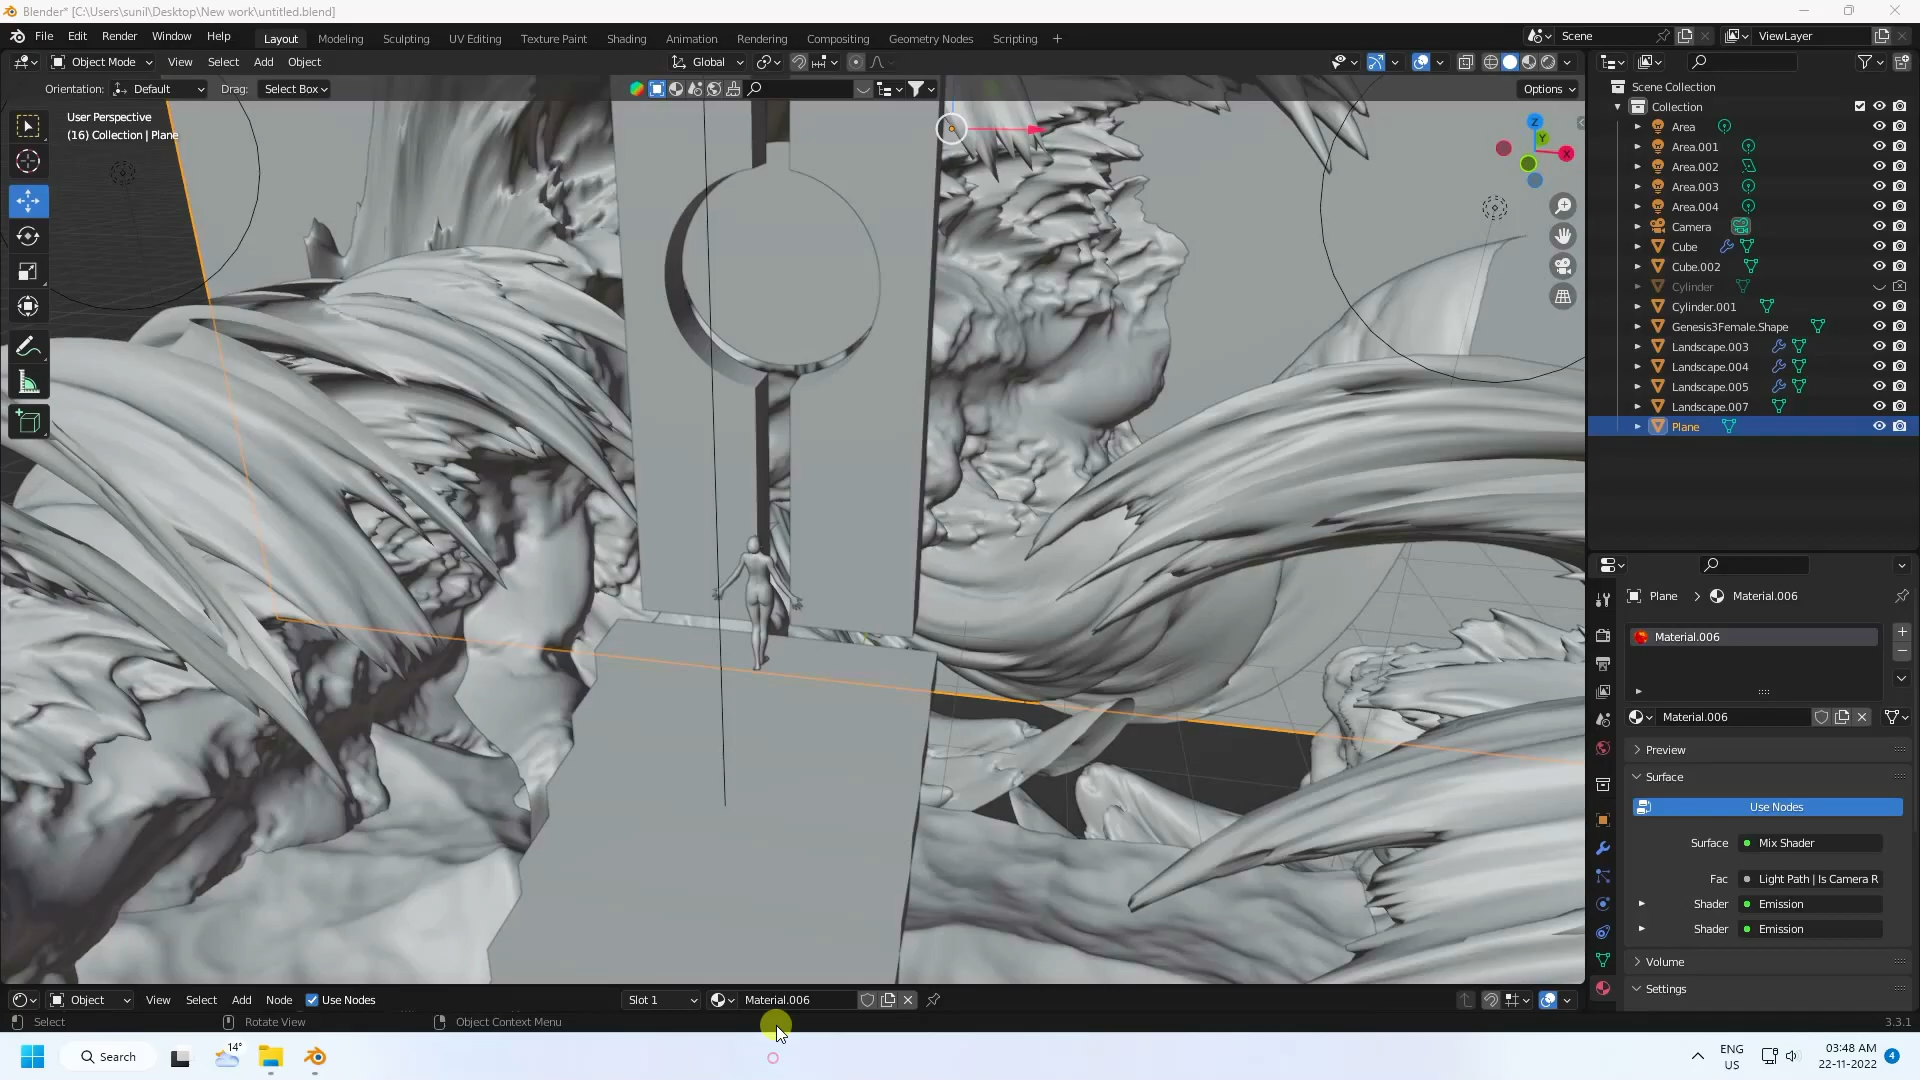 Blender* [C:\Users\sunil\Desktop\New work\untitled.blend]
File Edit Render Window Help Layout Modeling Sculpting UV Editing Texture Paint Shading Animation Rendering Compositing Geometry Nodes Scripting + Scene ViewLayer
Object Mode View Select Add Object Global
Orientation: Default Drag: Select Box Options
User Perspective
(16) Collection | Plane
Z
Y
X
Scene Collection
Collection
Area
Area.001
Area.002
Area.003
Area.004
Camera
Cube
Cube.002
Cylinder
Cylinder.001
Genesis3Female.Shape
Landscape.003
Landscape.004
Landscape.005
Landscape.007
Plane
Plane > Material.006
Material.006
Material.006
Preview
Surface
Use Nodes
Surface Mix Shader
Fac Light Path | Is Camera R
Shader Emission
Shader Emission
Volume
Settings
Object View Select Add Node Use Nodes Slot 1 Material.006
Select Rotate View Object Context Menu 3.3.1
Search 14° ENG US 03:48 AM 22-11-2022 4